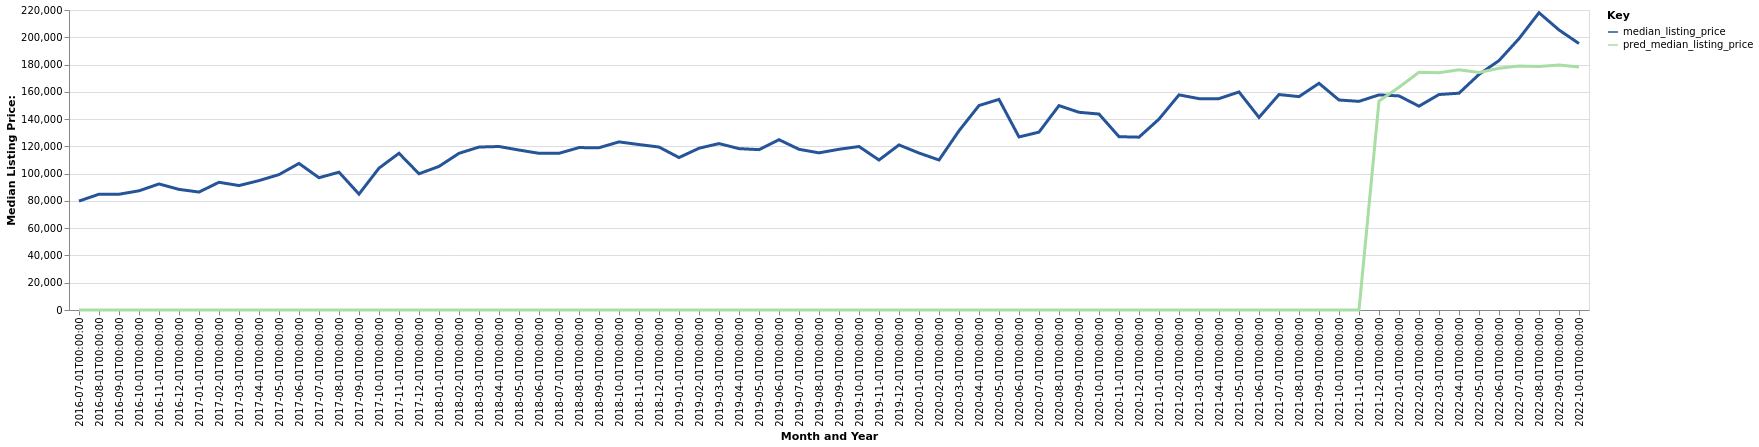 220,000
200,000
180,000
160,000
140,000
120,000
100,000
80,000
60,000
40,000
20,000
0
Median Listing Price:
2016-07-01T00:00:00
2016-08-01T00:00:00
2016-09-01T00:00:00
2016-10-01T00:00:00
2016-11-01T00:00:00
2016-12-01T00:00:00
2017-01-01T00:00:00
2017-02-01T00:00:00
2017-03-01T00:00:00
2017-04-01T00:00:00
2017-05-01T00:00:00
2017-06-01T00:00:00
2017-07-01T00:00:00
2017-08-01T00:00:00
2017-09-01T00:00:00
2017-10-01T00:00:00
2017-11-01T00:00:00
2017-12-01T00:00:00
2018-01-01T00:00:00
2018-02-01T00:00:00
2018-03-01T00:00:00
2018-04-01T00:00:00
2018-05-01T00:00:00
2018-06-01T00:00:00
2018-07-01T00:00:00
2018-08-01T00:00:00
2018-09-01T00:00:00
2018-10-01T00:00:00
2018-11-01T00:00:00
2018-12-01T00:00:00
2019-01-01T00:00:00
2019-02-01T00:00:00
2019-03-01T00:00:00
2019-04-01T00:00:00
2019-05-01T00:00:00
2019-06-01T00:00:00
2019-07-01T00:00:00
2019-08-01T00:00:00
2019-09-01T00:00:00
2019-10-01T00:00:00
2019-11-01T00:00:00
2019-12-01T00:00:00
2020-01-01T00:00:00
2020-02-01T00:00:00
2020-03-01T00:00:00
2020-04-01T00:00:00
2020-05-01T00:00:00
2020-06-01T00:00:00
2020-07-01T00:00:00
2020-08-01T00:00:00
2020-09-01T00:00:00
2020-10-01T00:00:00
2020-11-01T00:00:00
2020-12-01T00:00:00
2021-01-01T00:00:00
2021-02-01T00:00:00
2021-03-01T00:00:00
2021-04-01T00:00:00
2021-05-01T00:00:00
2021-06-01T00:00:00
2021-07-01T00:00:00
2021-08-01T00:00:00
2021-09-01T00:00:00
2021-10-01T00:00:00
2021-11-01T00:00:00
2021-12-01T00:00:00
2022-01-01T00:00:00
2022-02-01T00:00:00
2022-03-01T00:00:00
2022-04-01T00:00:00
2022-05-01T00:00:00
2022-06-01T00:00:00
2022-07-01T00:00:00
2022-08-01T00:00:00
2022-09-01T00:00:00
2022-10-01T00:00:00
Month and Year
Key
median_listing_price
pred_median_listing_price